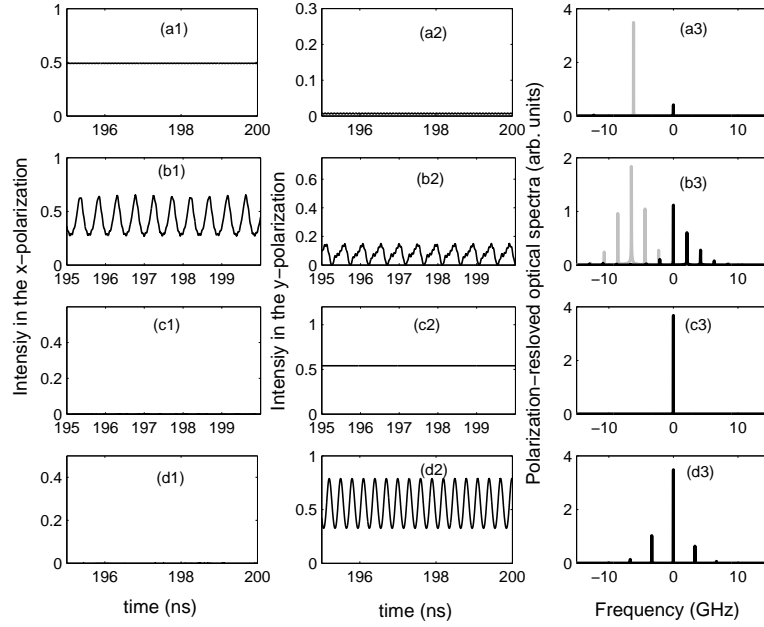 Intensiy in the x−polarization
Intensiy in the y−polarization
Polarization−resloved optical spectra (arb. units)
(a1)
1
0.5
0
196 198 200
(a2)
0.3
0.2
0.1
0
196 198 200
(a3)
4
2
0
−10 0 10
(b1)
1
0.5
0
195 196 197 198 199
(b2)
0.6
0.4
0.2
0
195 196 197 198 199
(b3)
2
1
0
−10 0 10
(c1)
0.4
0.2
0
195 196 197 198 199
(c2)
1
0.5
0
195 196 197 198 199
(c3)
4
2
0
−10 0 10
(d1)
0.4
0.2
0
196 198 200
(d2)
1
0.5
0
196 198 200
(d3)
4
2
0
−10 0 10
time (ns)
time (ns)
Frequency (GHz)